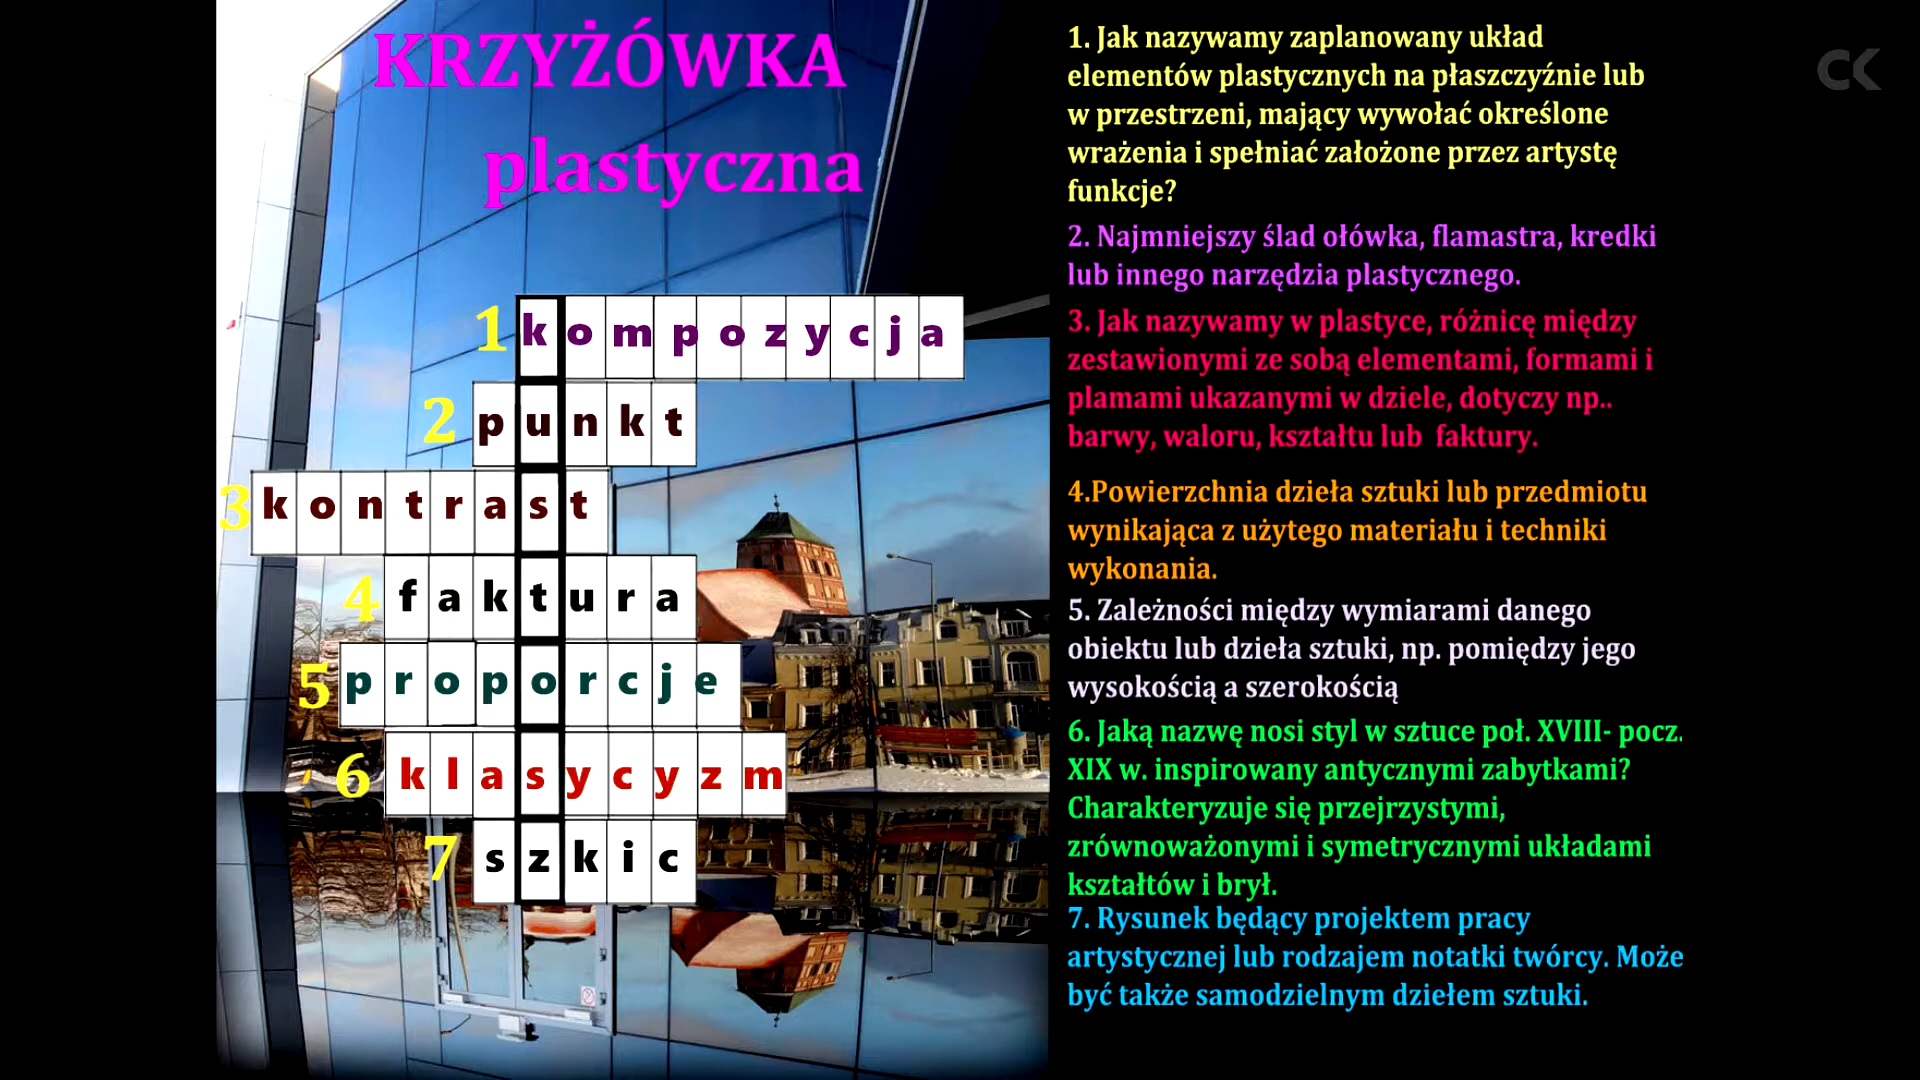 KRZYŻÓWKA
plastyczna
1 kompozycja
2 punkt
3 kontrast
4 faktura
5 proporcje
6 klasycyzm
7 szkic
1. Jak nazywamy zaplanowany układ
elementów plastycznych na płaszczyźnie lub
w przestrzeni, mający wywołać określone
wrażenia i spełniać założone przez artystę
funkcje?
2. Najmniejszy ślad ołówka, flamastra, kredki
lub innego narzędzia plastycznego.
3. Jak nazywamy w plastyce, różnicę między
zestawionymi ze sobą elementami, formami i
plamami ukazanymi w dziele, dotyczy np..
barwy, waloru, kształtu lub faktury.
4.Powierzchnia dzieła sztuki lub przedmiotu
wynikająca z użytego materiału i techniki
wykonania.
5. Zależności między wymiarami danego
obiektu lub dzieła sztuki, np. pomiędzy jego
wysokością a szerokością
6. Jaką nazwę nosi styl w sztuce poł. XVIII- pocz.
XIX w. inspirowany antycznymi zabytkami?
Charakteryzuje się przejrzystymi,
zrównoważonymi i symetrycznymi układami
kształtów i brył.
7. Rysunek będący projektem pracy
artystycznej lub rodzajem notatki twórcy. Może
być także samodzielnym dziełem sztuki.
CK